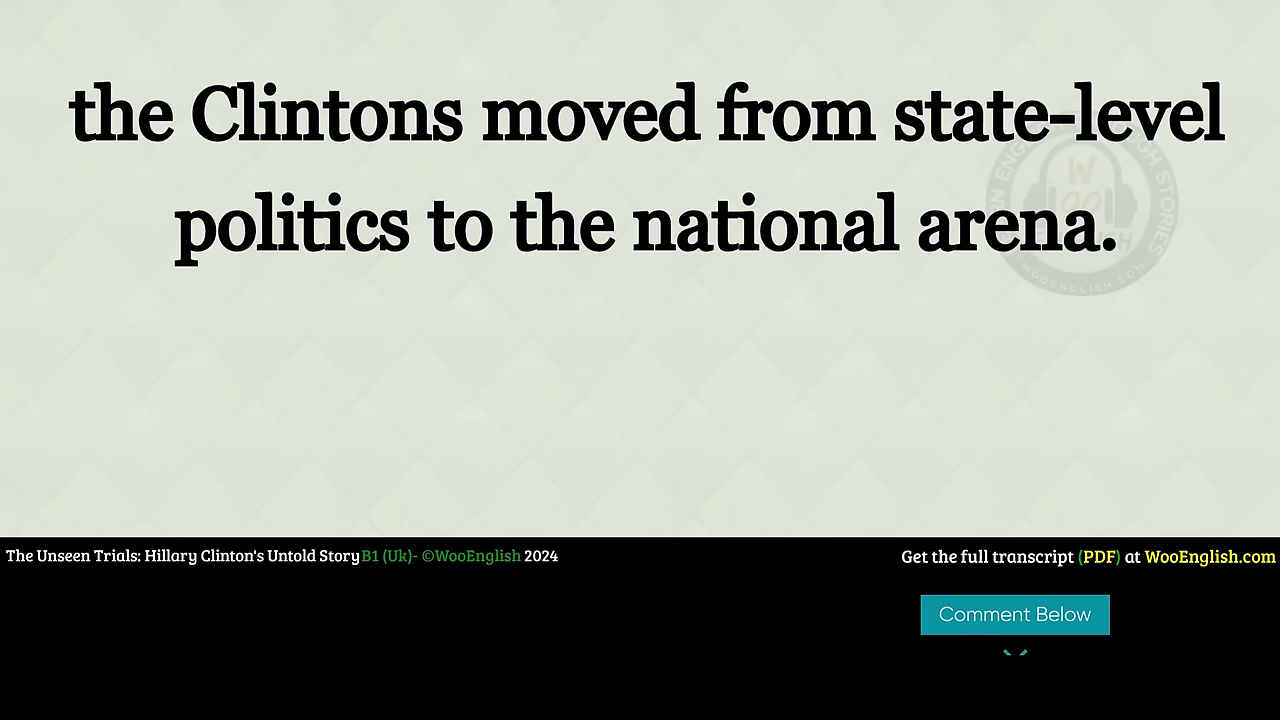 the Clintons moved from state-level
politics to the national arena.
The Unseen Trials: Hillary Clinton's Untold Story B1 (Uk)- ©WooEnglish 2024
Get the full transcript (PDF) at WooEnglish.com
Comment Below